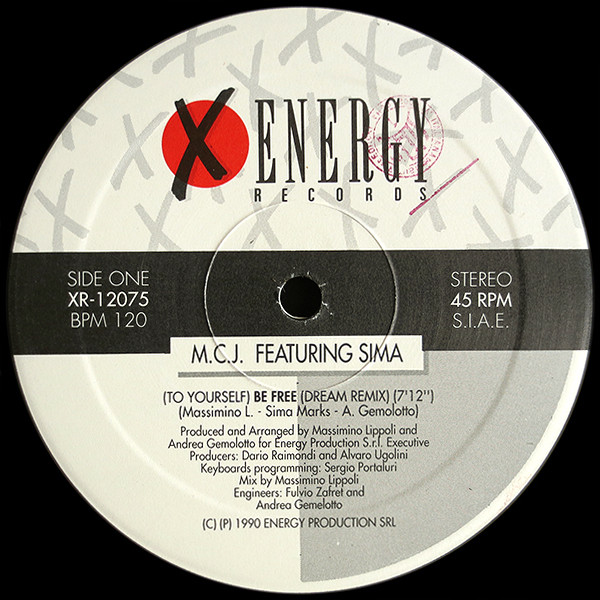 X ENERGY
RECORDS
SIDE ONE
XR-12075
BPM 120
STEREO
45 RPM
S.I.A.E.
M.C.J. FEATURING SIMA
(TO YOURSELF) BE FREE (DREAM REMIX) (7'12'')
(Massimino L. - Sima Marks - A. Gemolotto)
Produced and Arranged by Massimino Lippoli and
Andrea Gemolotto for Energy Production S.r.l. Executive
Producers: Dario Raimondi and Alvaro Ugolini
Keyboards programming: Sergio Portaluri
Mix by Massimino Lippoli
Engineers: Fulvio Zafret and
Andrea Gemolotto
(C) (P) 1990 ENERGY PRODUCTION SRL